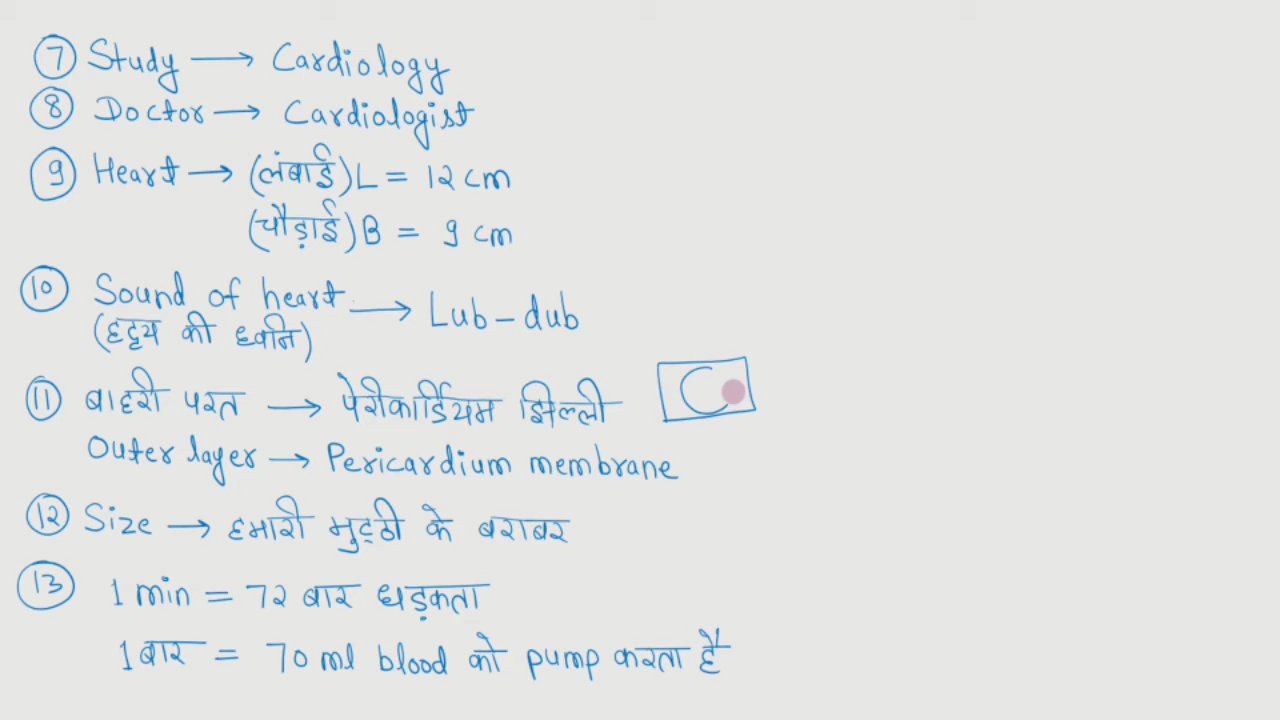 7 Study → Cardiology
8 Doctor → Cardiologist
9 Heart → (लंबाई) L = 12 cm
(चौड़ाई) B = 9 cm
10 Sound of heart → Lub-dub
(हृदय की ध्वनि)
11 बाहरी परत → पेरीकार्डियम झिल्ली C
Outer layer → Pericardium membrane
12 Size → हमारी मुट्ठी के बराबर
13 1 min = 72 बार धड़कता
1 बार = 70 ml blood को pump करता है